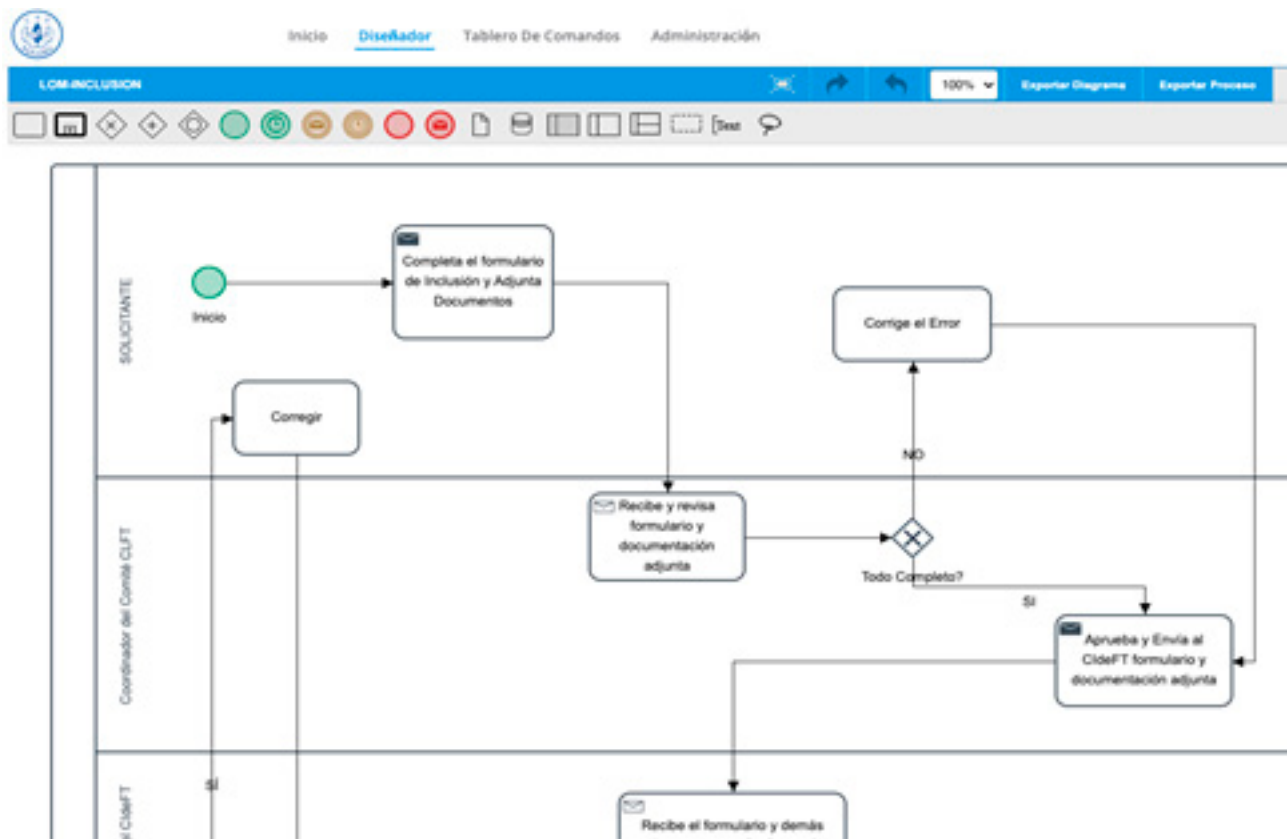 Inicio Diseñador Tablero De Comandos Administración
LOM-INCLUSION 100% Exportar Diagrama Exportar Proceso
Text
SOLICITANTE
Inicio
Completa el formulario
de Inclusión y Adjunta
Documentos
Corrige el Error
Corregir
NO
Coordinador del Comité CLFT
Recibe y revisa
formulario y
documentación
adjunta
Todo Completo?
SI
Aprueba y Envía al
CIdeFT formulario y
documentación adjunta
SÍ
CIdeFT
Recibe el formulario y demás